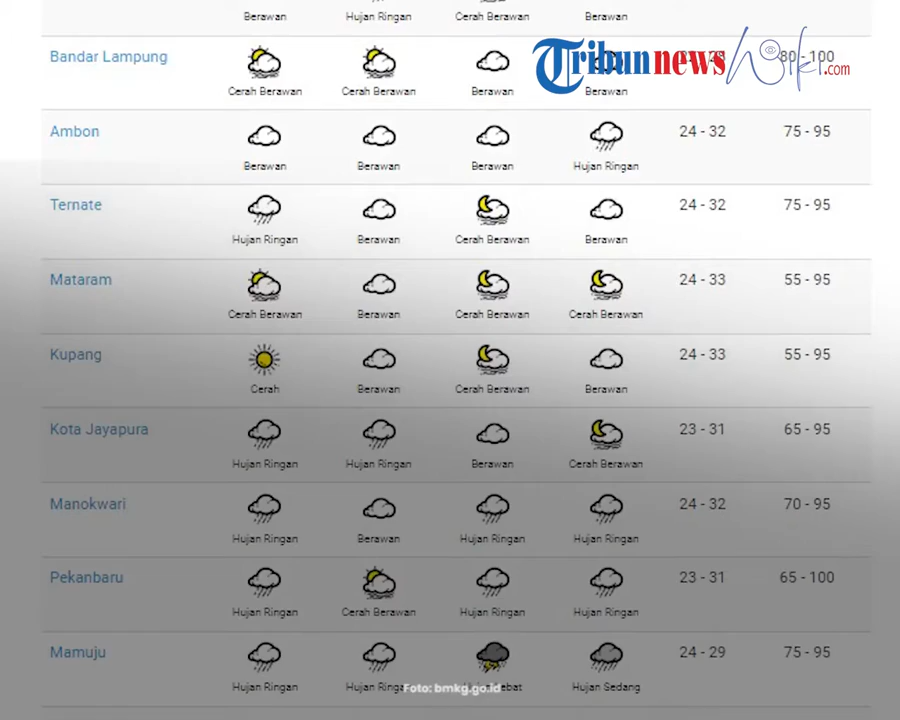 Berawan Hujan Ringan Cerah Berawan Berawan
Bandar Lampung 80 - 100
Tribunnews Wiki.com
Cerah Berawan Cerah Berawan Berawan Berawan
Ambon 24 - 32 75 - 95
Berawan Berawan Berawan Hujan Ringan
Ternate 24 - 32 75 - 95
Hujan Ringan Berawan Cerah Berawan Berawan
Mataram 24 - 33 55 - 95
Cerah Berawan Berawan Cerah Berawan Cerah Berawan
Kupang 24 - 33 55 - 95
Cerah Berawan Cerah Berawan Berawan
Kota Jayapura 23 - 31 65 - 95
Hujan Ringan Hujan Ringan Berawan Cerah Berawan
Manokwari 24 - 32 70 - 95
Hujan Ringan Berawan Hujan Ringan Hujan Ringan
Pekanbaru 23 - 31 65 - 100
Hujan Ringan Cerah Berawan Hujan Ringan Hujan Ringan
Mamuju 24 - 29 75 - 95
Hujan Ringan Hujan Hujan Sedang
Foto: bmkg.go.id